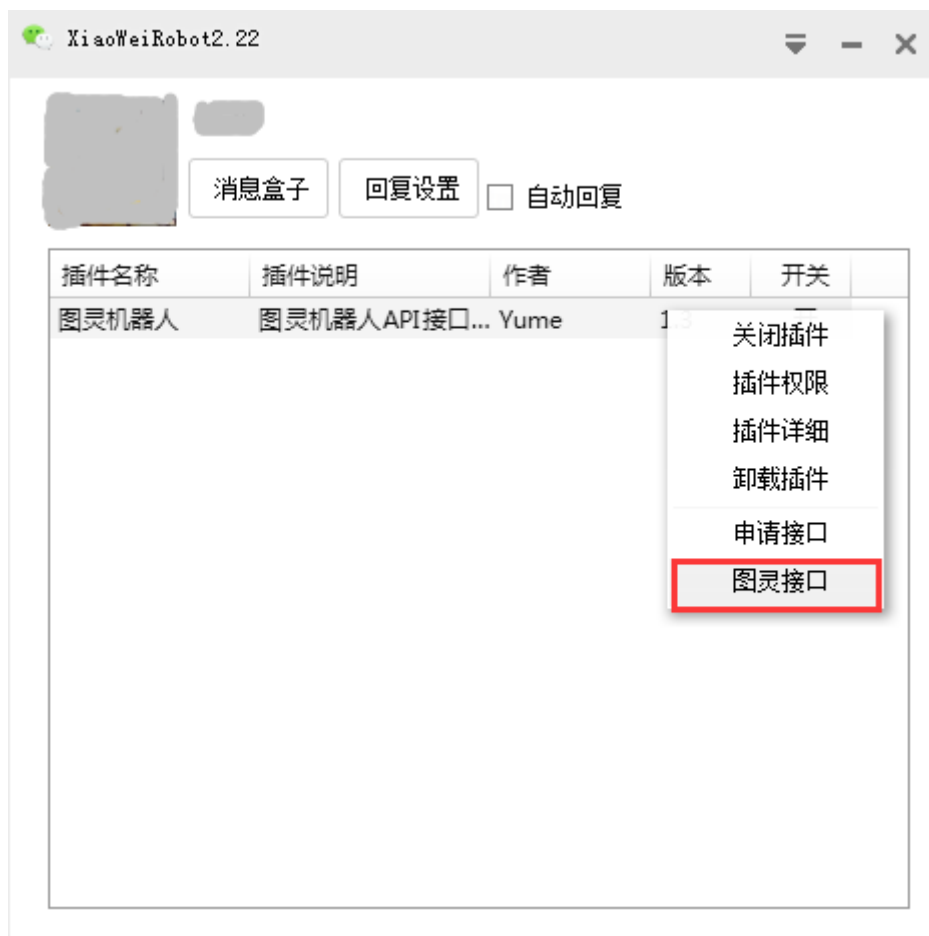 XiaoWeiRobot2.22
消息盒子 回复设置 自动回复
插件名称 插件说明 作者 版本 开关
图灵机器人 图灵机器人API接口... Yume 1.3
关闭插件
插件权限
插件详细
卸载插件
申请接口
图灵接口